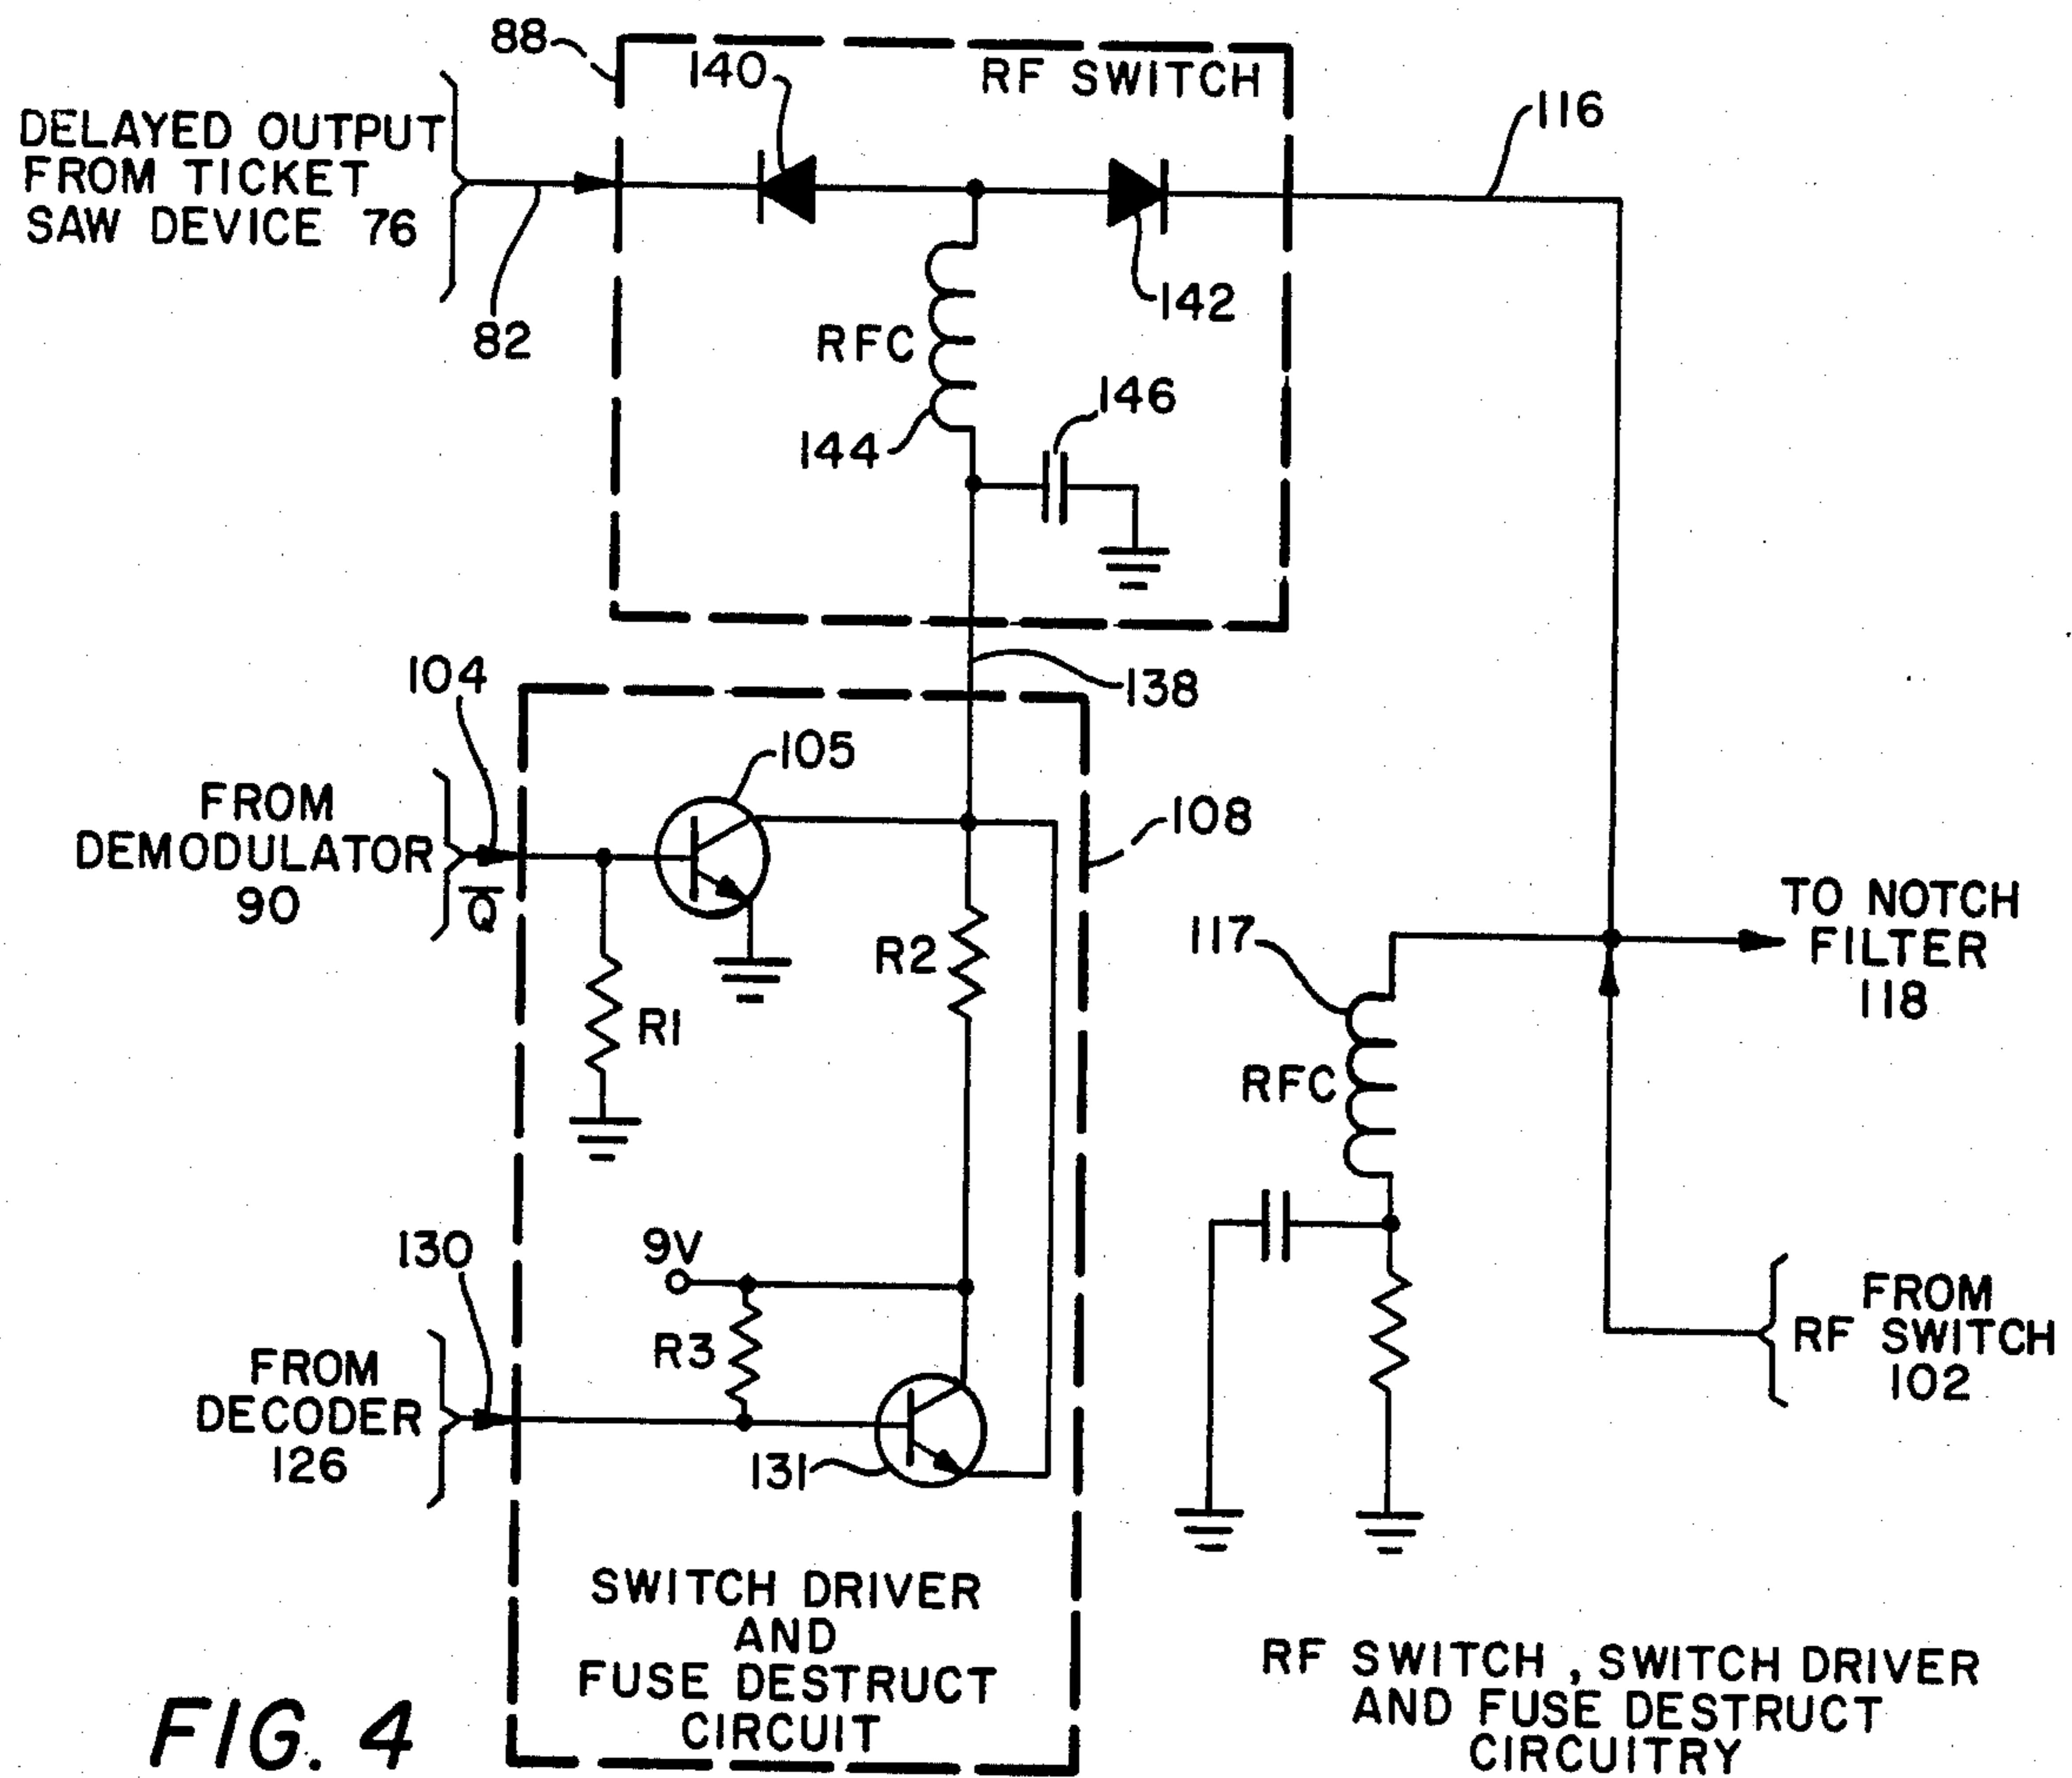 88
140
RF SWITCH
116
DELAYED OUTPUT
FROM TICKET
SAW DEVICE 76
82
142
RFC
144
146
138
104
105
108
FROM
DEMODULATOR
90
Q̅
R1
R2
117
TO NOTCH
FILTER
118
RFC
130
9V
R3
FROM
DECODER
126
131
FROM
RF SWITCH
102
SWITCH DRIVER
AND
FUSE DESTRUCT
CIRCUIT
RF SWITCH, SWITCH DRIVER
AND FUSE DESTRUCT
CIRCUITRY
FIG. 4